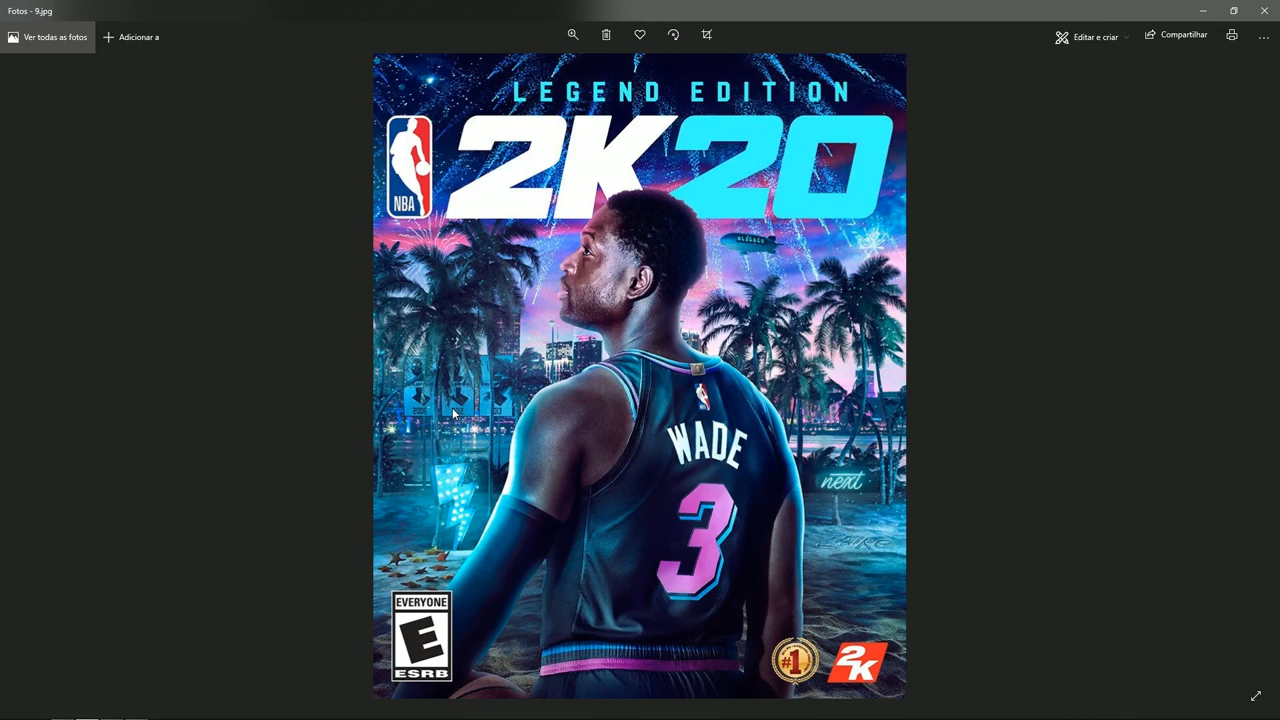 Fotos - 9.jpg
Ver todas as fotos
Adicionar a
Editar e criar
Compartilhar
LEGEND EDITION
NBA
2K20
WADE
3
next
EVERYONE
E
ESRB
#1
2K